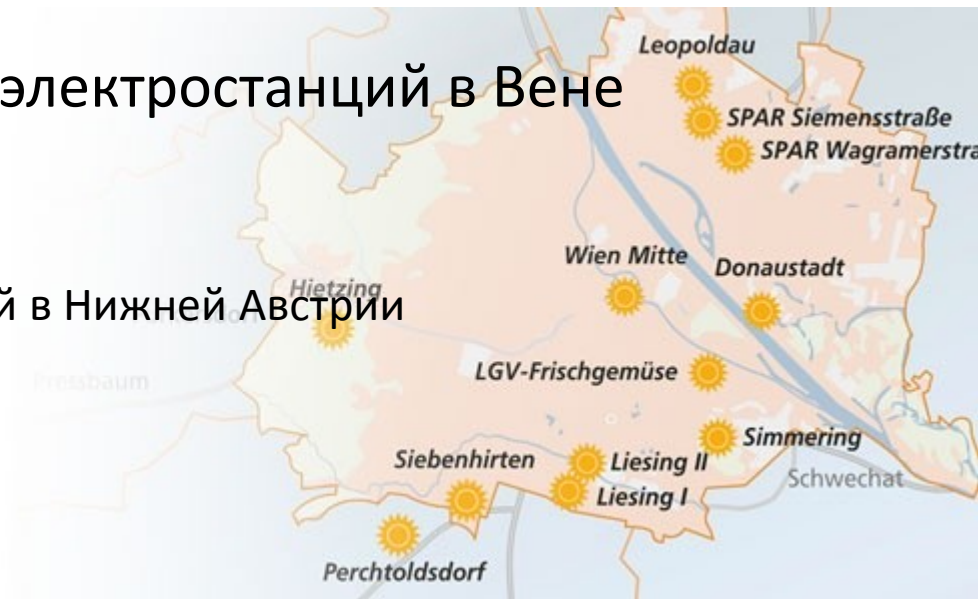 Leopoldau
электростанций в Вене
SPAR Siemensstraße
SPAR Wagramerstra
Wien Mitte
Donaustadt
Hietzing
й в Нижней Австрии
Pressbaum
LGV-Frischgemüse
Simmering
Siebenhirten
Liesing II
Schwechat
Liesing I
Perchtoldsdorf